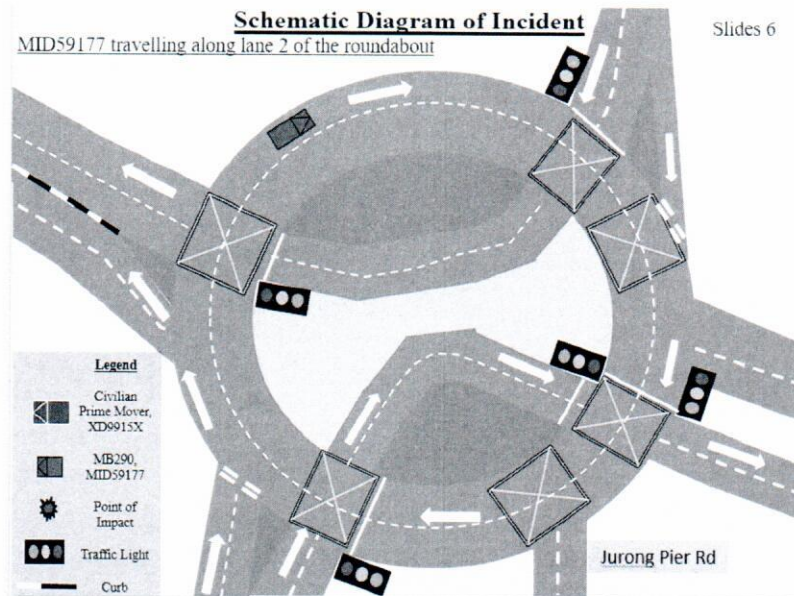 Schematic Diagram of Incident
Slides 6
MID59177 travelling along lane 2 of the roundabout
Legend
Civilian
Prime Mover,
XD9915X
MB290,
MID59177
Point of
Impact
Traffic Light
Curb
Jurong Pier Rd